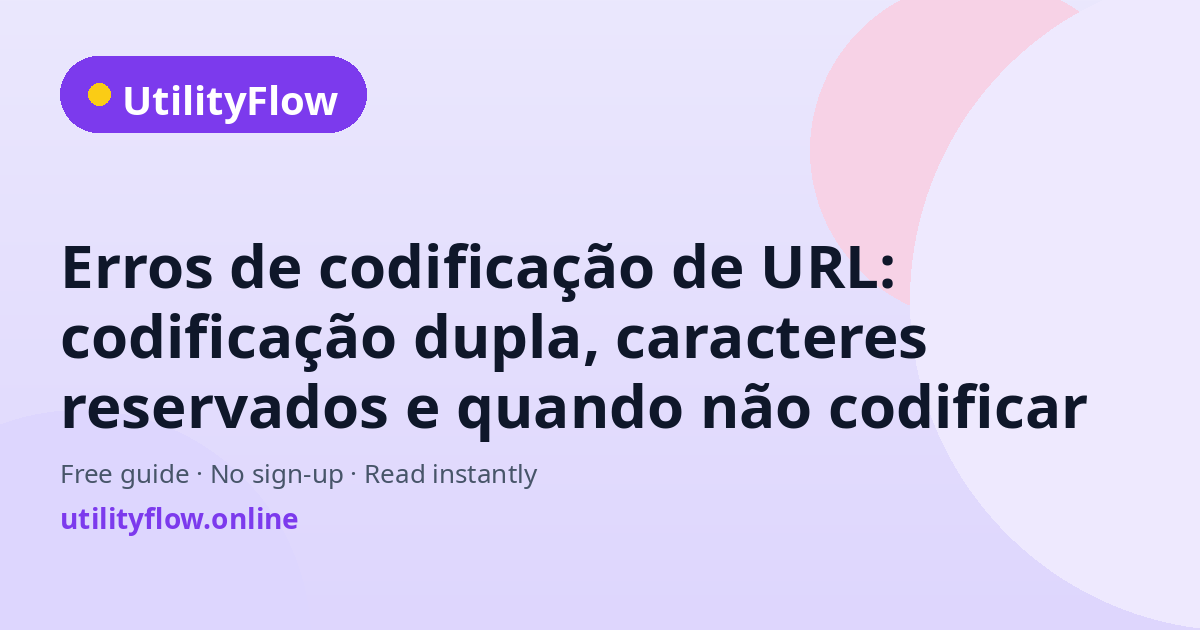 UtilityFlow
Erros de codificação de URL:
codificação dupla, caracteres
reservados e quando não codificar
Free guide · No sign-up · Read instantly
utilityflow.online